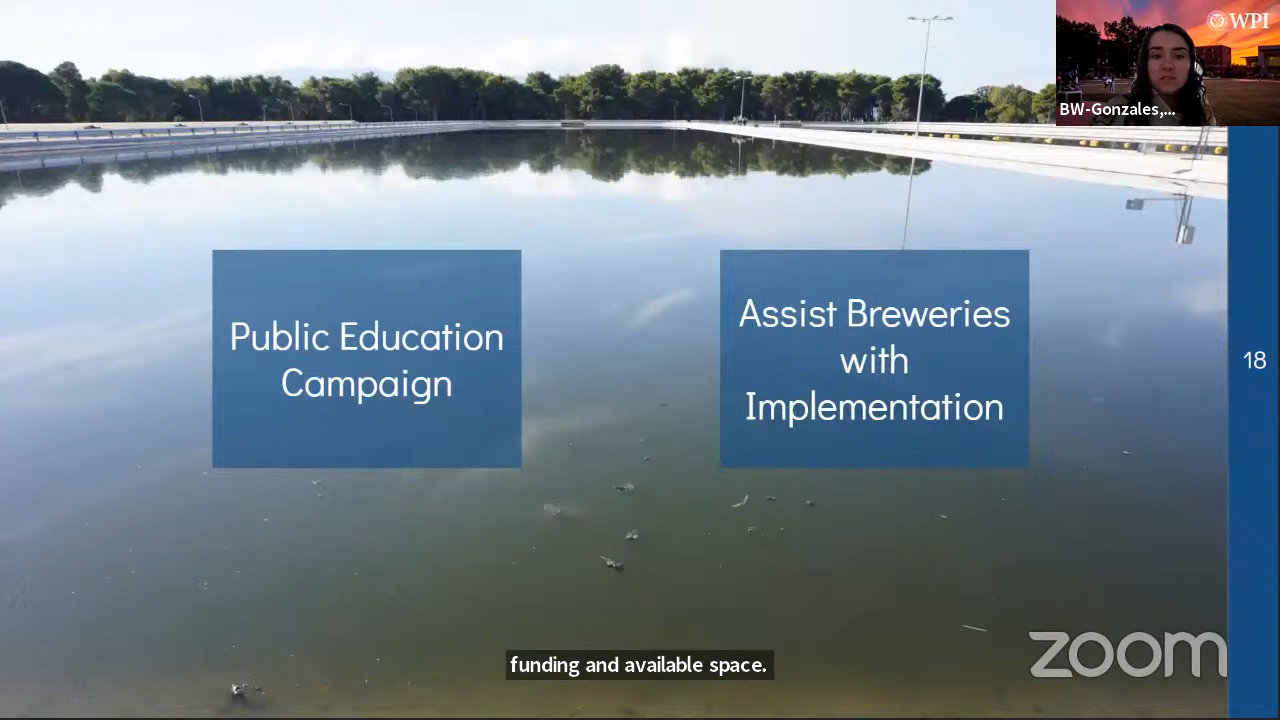 WPI
BW-Gonzales,...
Public Education
Campaign
Assist Breweries
with
Implementation
18
funding and available space.
zoom